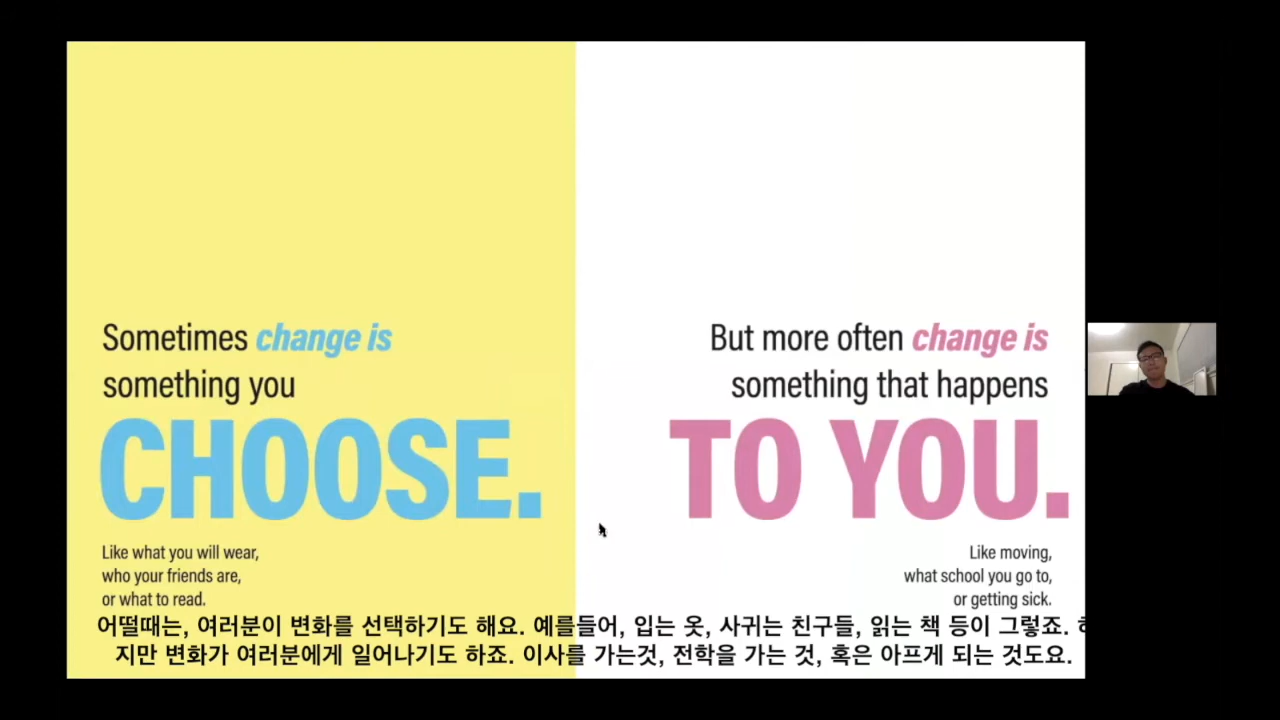 Sometimes change is
something you
CHOOSE.
Like what you will wear,
who your friends are,
or what to read.
But more often change is
something that happens
TO YOU.
Like moving,
what school you go to,
or getting sick.
어떨때는, 여러분이 변화를 선택하기도 해요. 예를들어, 입는 옷, 사귀는 친구들, 읽는 책 등이 그렇죠.
지만 변화가 여러분에게 일어나기도 하죠. 이사를 가는것, 전학을 가는 것, 혹은 아프게 되는 것도요.